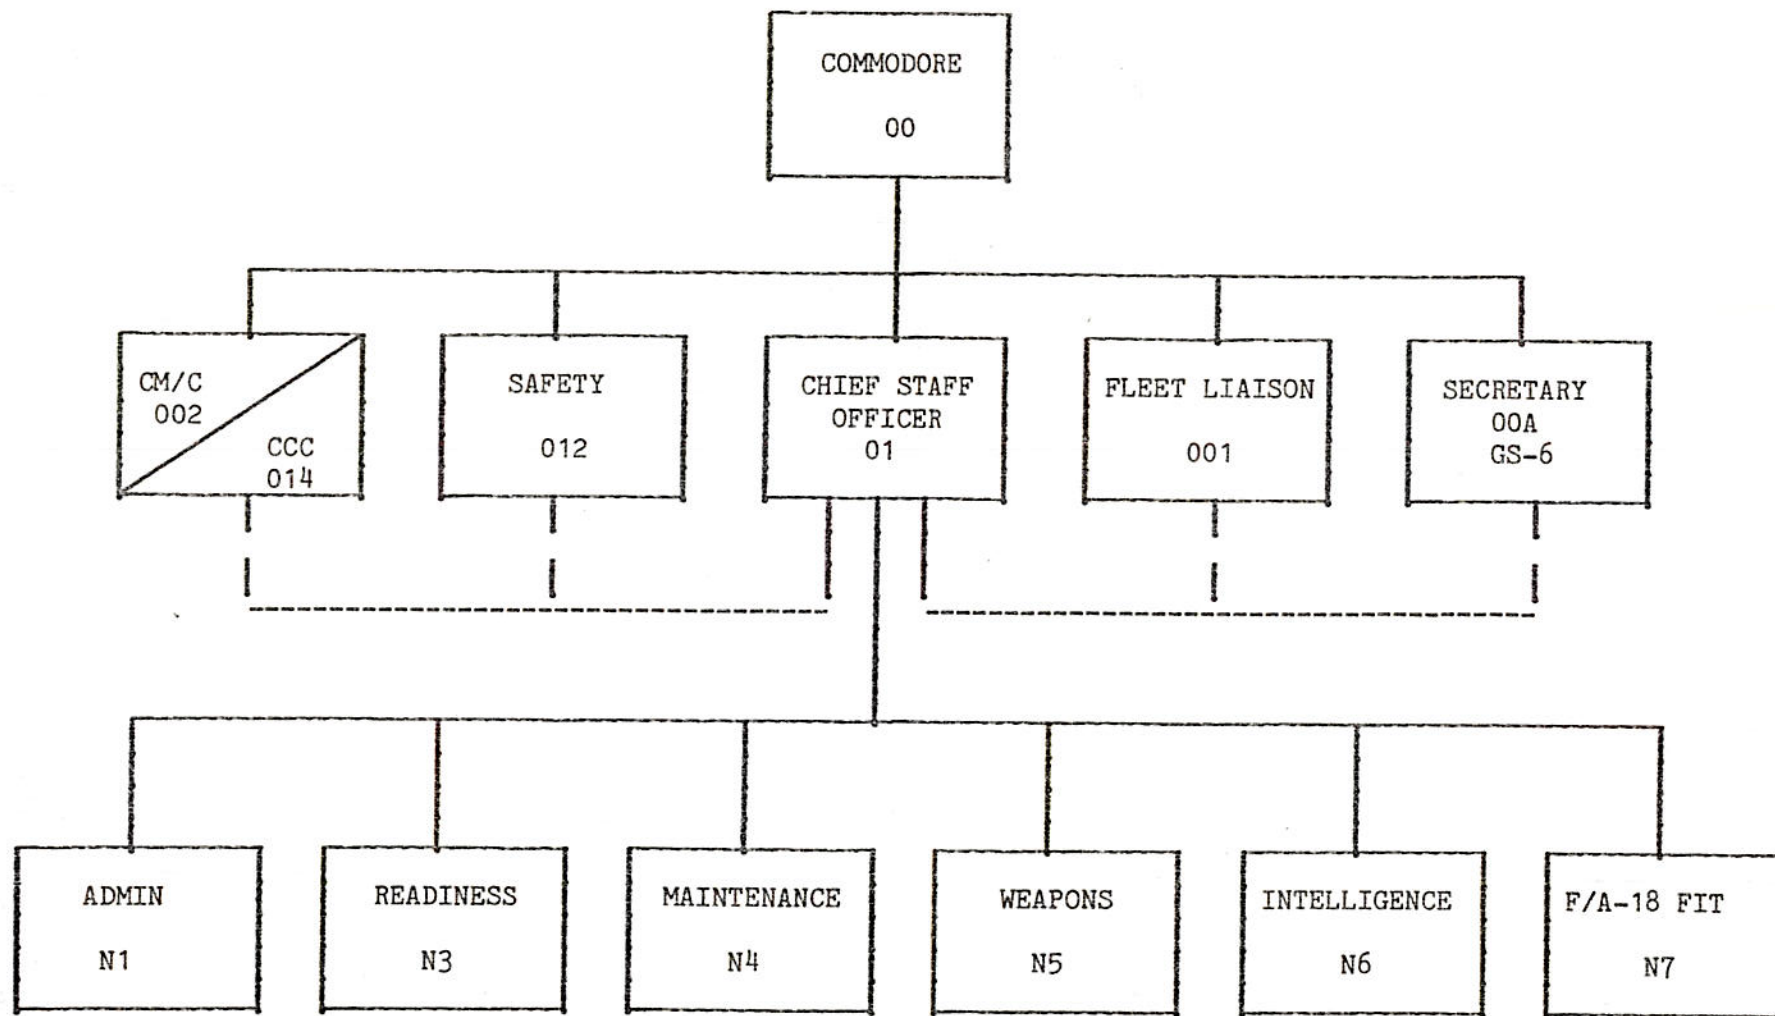 COMMODORE
00
CM/C
002
CCC
014
SAFETY
012
CHIEF STAFF
OFFICER
01
FLEET LIAISON
001
SECRETARY
00A
GS-6
ADMIN
N1
READINESS
N3
MAINTENANCE
N4
WEAPONS
N5
INTELLIGENCE
N6
F/A-18 FIT
N7